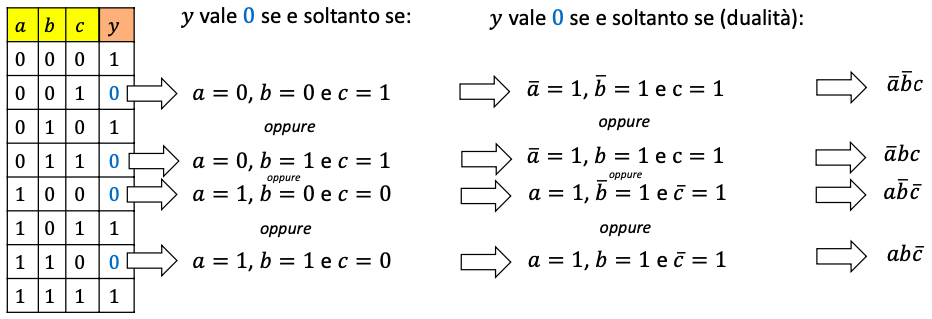 y vale 0 se e soltanto se:
y vale 0 se e soltanto se (dualità):
a b c y
0 0 0 1
0 0 1 0 a = 0, b = 0 e c = 1 a̅ = 1, b̅ = 1 e c = 1 a̅b̅c
oppure oppure
0 1 0 1
0 1 1 0 a = 0, b = 1 e c = 1 a̅ = 1, b = 1 e c = 1 a̅bc
oppure oppure
1 0 0 0 a = 1, b = 0 e c = 0 a = 1, b̅ = 1 e c̅ = 1 ab̅c̅
1 0 1 1 oppure oppure
1 1 0 0 a = 1, b = 1 e c = 0 a = 1, b = 1 e c̅ = 1 abc̅
1 1 1 1